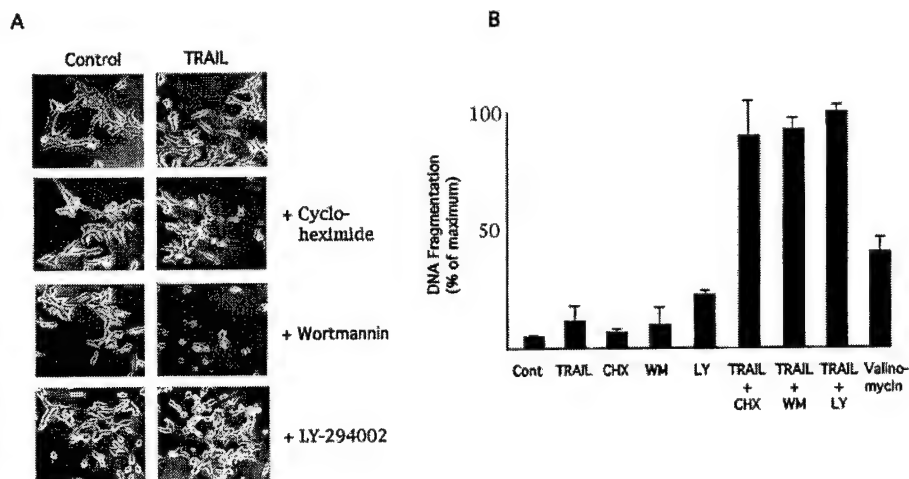 A
Control TRAIL
+ Cyclo-
heximide
+ Wortmannin
+ LY-294002
B
DNA Fragmentation
(% of maximum)
100
50
Cont TRAIL CHX WM LY TRAIL TRAIL TRAIL Valino-
+ + + mycin
CHX WM LY